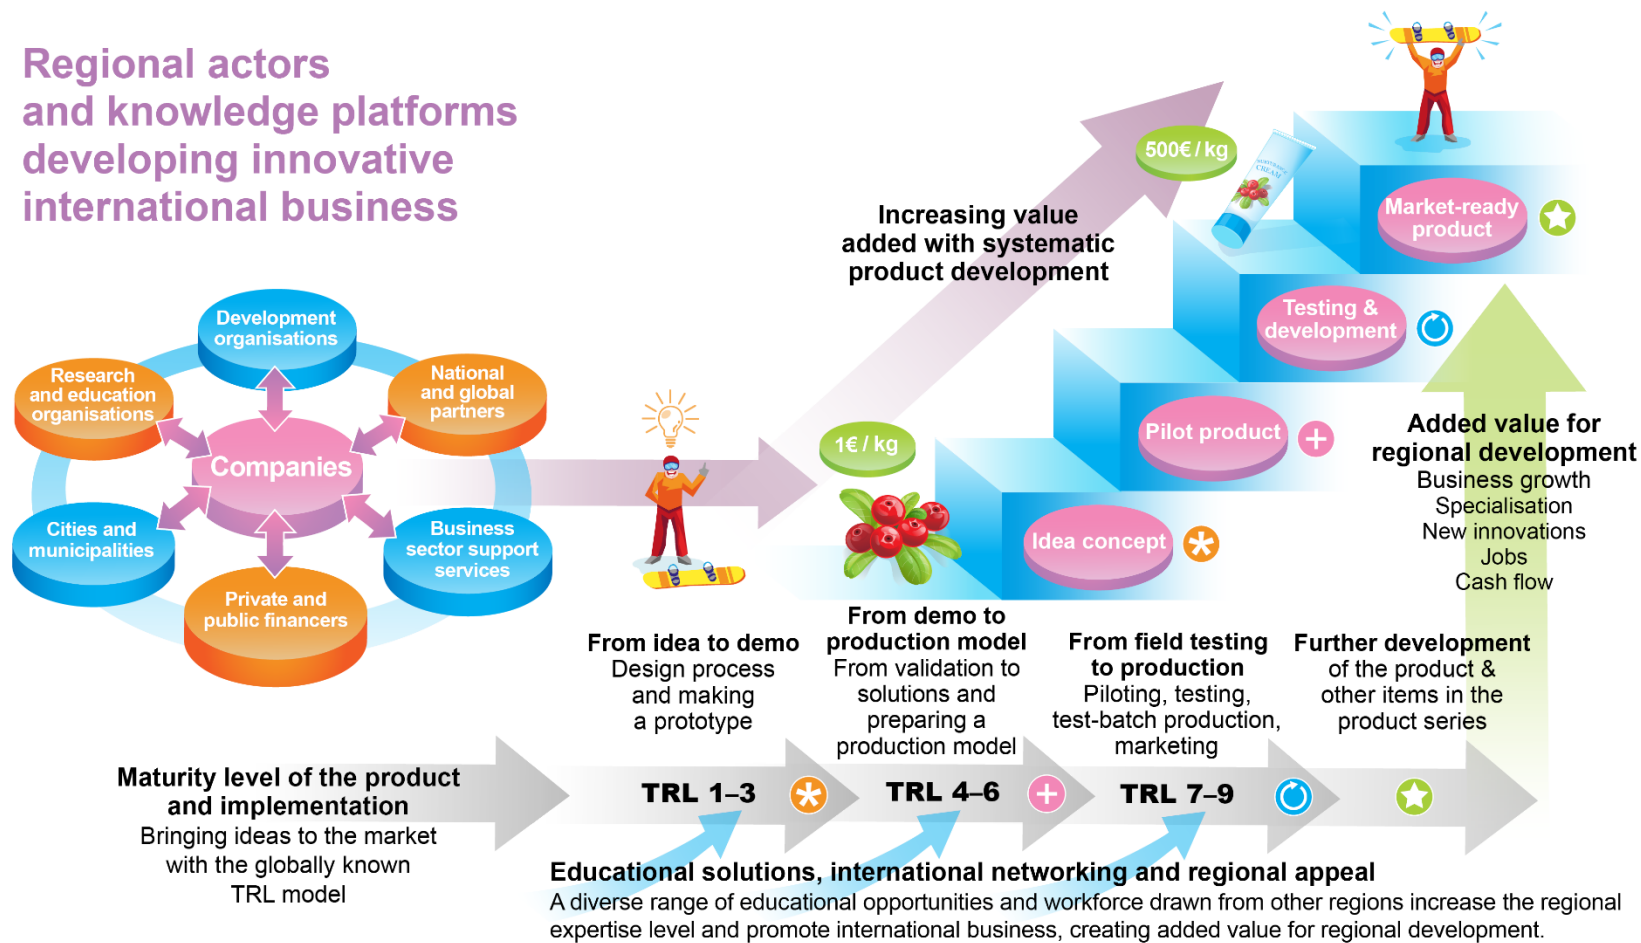 Regional actors
and knowledge platforms
developing innovative
international business
Development
organisations
Research
and education
organisations
National
and global
partners
Companies
Cities and
municipalities
Business
sector support
services
Private and
public financers
Increasing value
added with systematic
product development
500€/kg
CREAM
1€/kg
Market-ready
product
Testing &
development
Pilot product
Idea concept
Added value for
regional development
Business growth
Specialisation
New innovations
Jobs
Cash flow
From idea to demo
Design process
and making
a prototype
From demo to
production model
From validation to
solutions and
preparing a
production model
From field testing
to production
Piloting, testing,
test-batch production,
marketing
Further development
of the product &
other items in the
product series
Maturity level of the product
and implementation
Bringing ideas to the market
with the globally known
TRL model
TRL 1–3
TRL 4–6
TRL 7–9
Educational solutions, international networking and regional appeal
A diverse range of educational opportunities and workforce drawn from other regions increase the regional
expertise level and promote international business, creating added value for regional development.